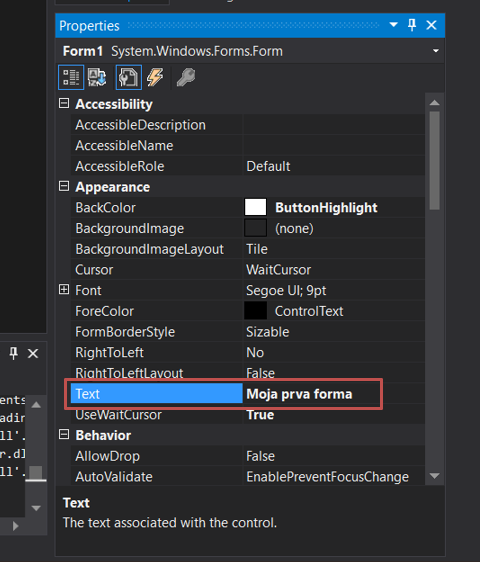 Properties
Form1 System.Windows.Forms.Form
Accessibility
AccessibleDescription
AccessibleName
AccessibleRole Default
Appearance
BackColor ButtonHighlight
BackgroundImage (none)
BackgroundImageLayout Tile
Cursor WaitCursor
Font Segoe UI; 9pt
ForeColor ControlText
FormBorderStyle Sizable
RightToLeft No
RightToLeftLayout False
Text Moja prva forma
UseWaitCursor True
Behavior
AllowDrop False
AutoValidate EnablePreventFocusChange
Text
The text associated with the control.
ents
adin
ll'.
r.dl
ll'.